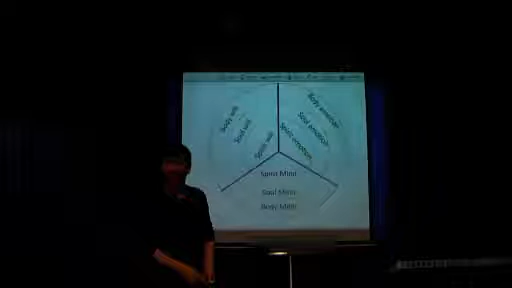 Body will
Soul will
Spirit will
Body emotion
Soul emotion
Spirit emotion
Spirit Mind
Soul Mind
Body Mind